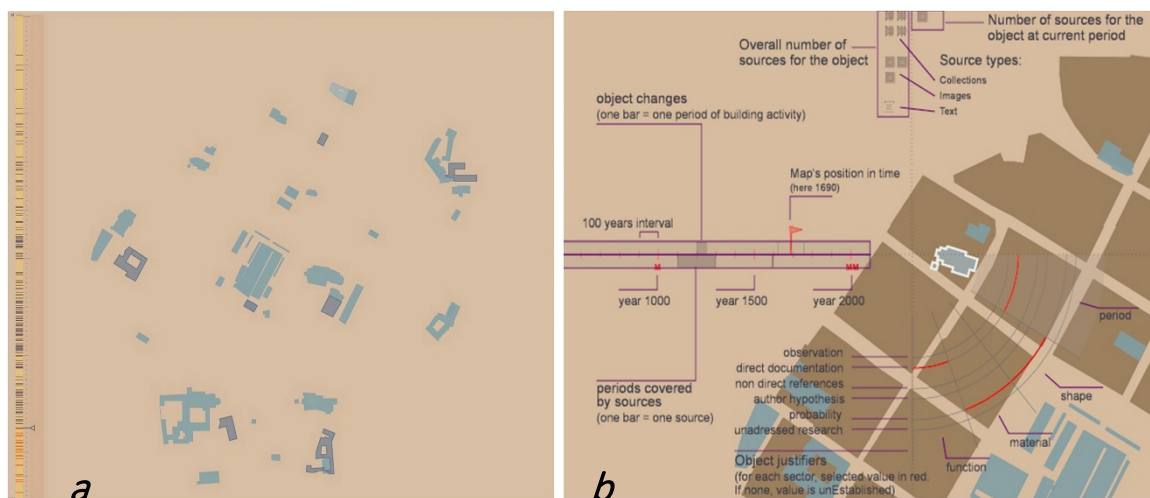 Number of sources for the
object at current period
Overall number of
sources for the object
Source types:
Collections
Images
Text
object changes
(one bar = one period of building activity)
Map's position in time
(here 1690)
100 years interval
M
MM
year 1000
year 1500
year 2000
period
observation
direct documentation
non direct references
author hypothesis
probability
unadressed research
periods covered
by sources
(one bar = one source)
shape
material
function
Object justifiers
(for each sector, selected value in red.
If none, value is unEstablished)
a
b